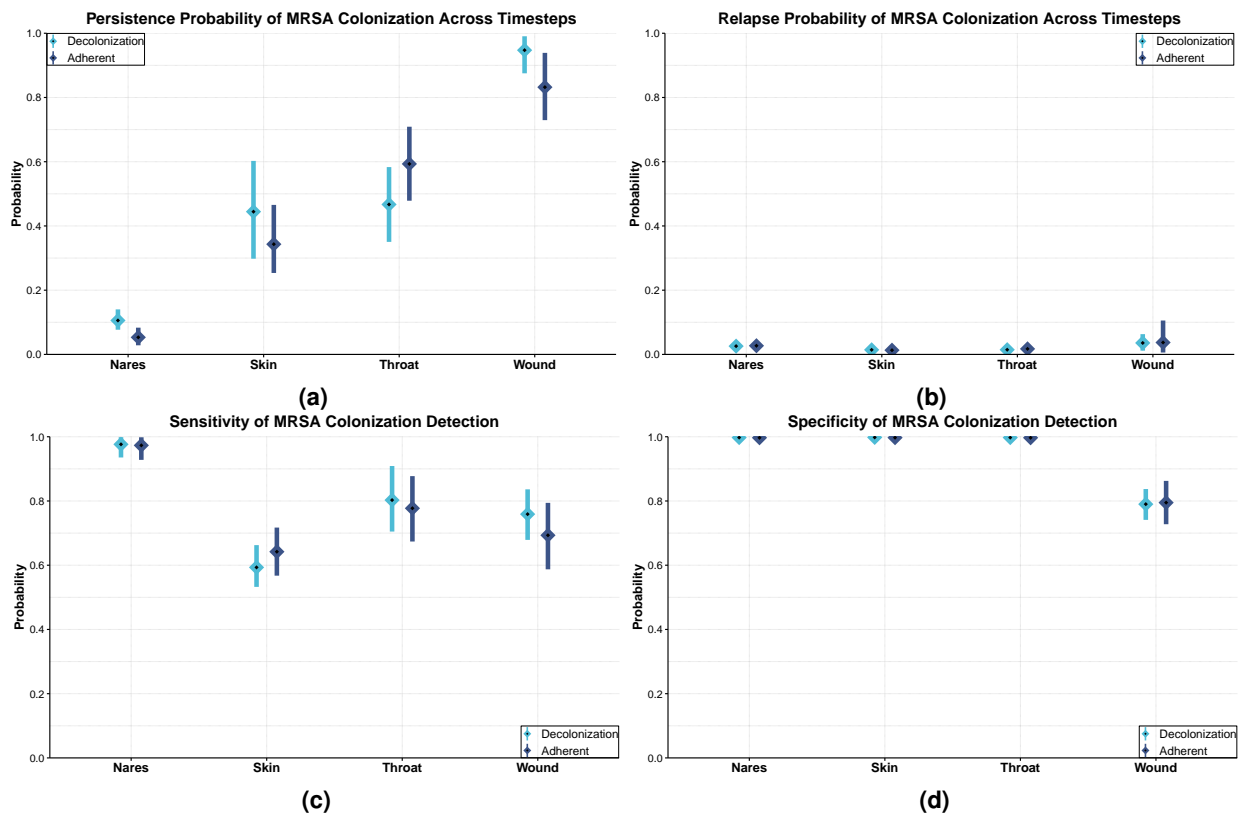 Persistence Probability of MRSA Colonization Across Timesteps
1.0
0.8
0.6
0.4
0.2
0.0
Probability
Decolonization
Adherent
Nares Skin Throat Wound
(a)
Relapse Probability of MRSA Colonization Across Timesteps
1.0
0.8
0.6
0.4
0.2
0.0
Probability
Decolonization
Adherent
Nares Skin Throat Wound
(b)
Sensitivity of MRSA Colonization Detection
1.0
0.8
0.6
0.4
0.2
0.0
Probability
Decolonization
Adherent
Nares Skin Throat Wound
(c)
Specificity of MRSA Colonization Detection
1.0
0.8
0.6
0.4
0.2
0.0
Probability
Decolonization
Adherent
Nares Skin Throat Wound
(d)